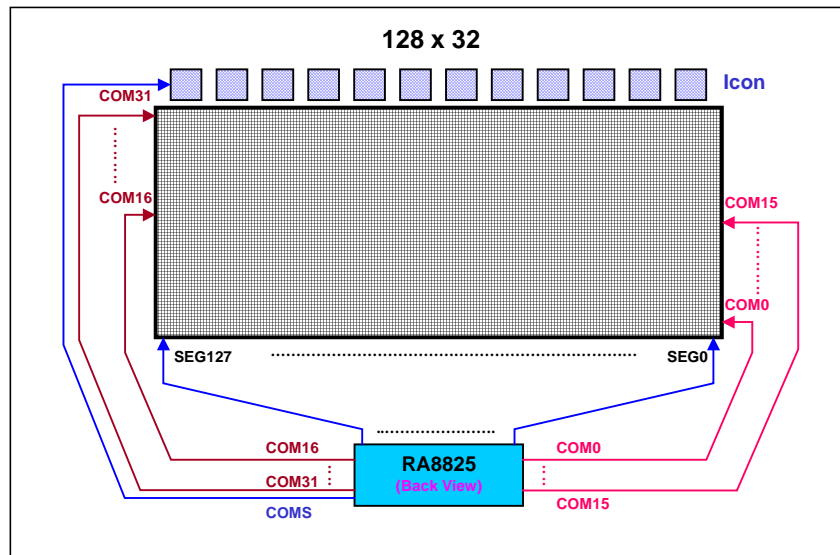 128 x 32
Icon
COM31
COM16
COM15
COM0
SEG127
SEG0
COM16
COM0
RA8825
(Back View)
COM31
COMS
COM15